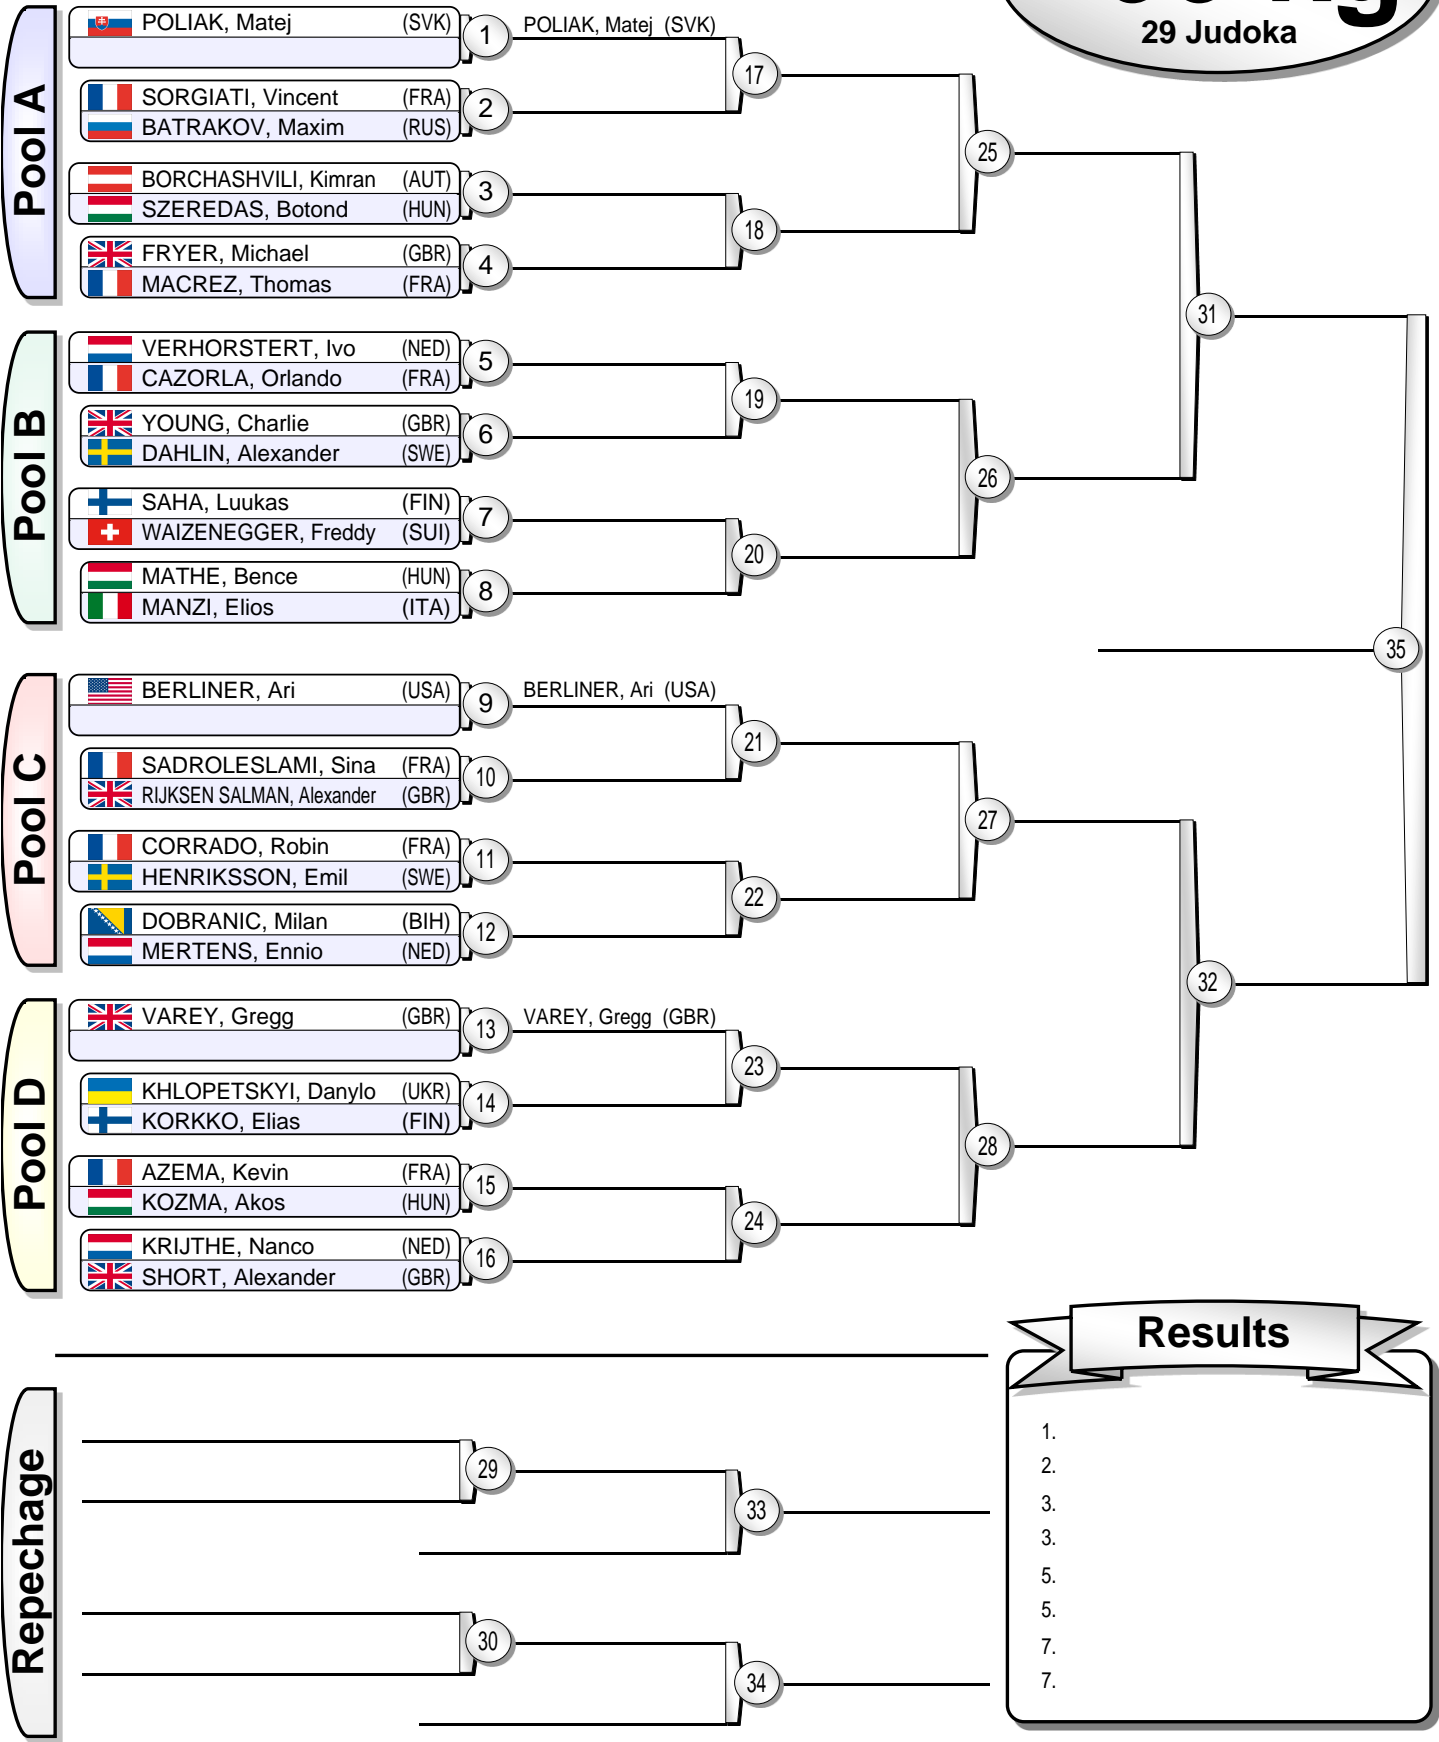 29 Judoka
Pool A
POLIAK, Matej (SVK) 1 POLIAK, Matej (SVK)
17
SORGIATI, Vincent (FRA) 2
BATRAKOV, Maxim (RUS)
25
BORCHASHVILI, Kimran (AUT) 3
SZEREDAS, Botond (HUN)
18
FRYER, Michael (GBR) 4
MACREZ, Thomas (FRA)
31
Pool B
VERHORSTERT, Ivo (NED) 5
CAZORLA, Orlando (FRA)
19
YOUNG, Charlie (GBR) 6
DAHLIN, Alexander (SWE)
26
SAHA, Luukas (FIN) 7
WAIZENEGGER, Freddy (SUI)
20
MATHE, Bence (HUN) 8
MANZI, Elios (ITA)
35
Pool C
BERLINER, Ari (USA) 9 BERLINER, Ari (USA)
21
SADROLESLAMI, Sina (FRA) 10
RIJKSEN SALMAN, Alexander (GBR)
27
CORRADO, Robin (FRA) 11
HENRIKSSON, Emil (SWE)
22
DOBRANIC, Milan (BIH) 12
MERTENS, Ennio (NED)
32
Pool D
VAREY, Gregg (GBR) 13 VAREY, Gregg (GBR)
23
KHLOPETSKYI, Danylo (UKR) 14
KORKKO, Elias (FIN)
28
AZEMA, Kevin (FRA) 15
KOZMA, Akos (HUN)
24
KRIJTHE, Nanco (NED) 16
SHORT, Alexander (GBR)
Repechage
29
33
30
34
Results
1.
2.
3.
3.
5.
5.
7.
7.